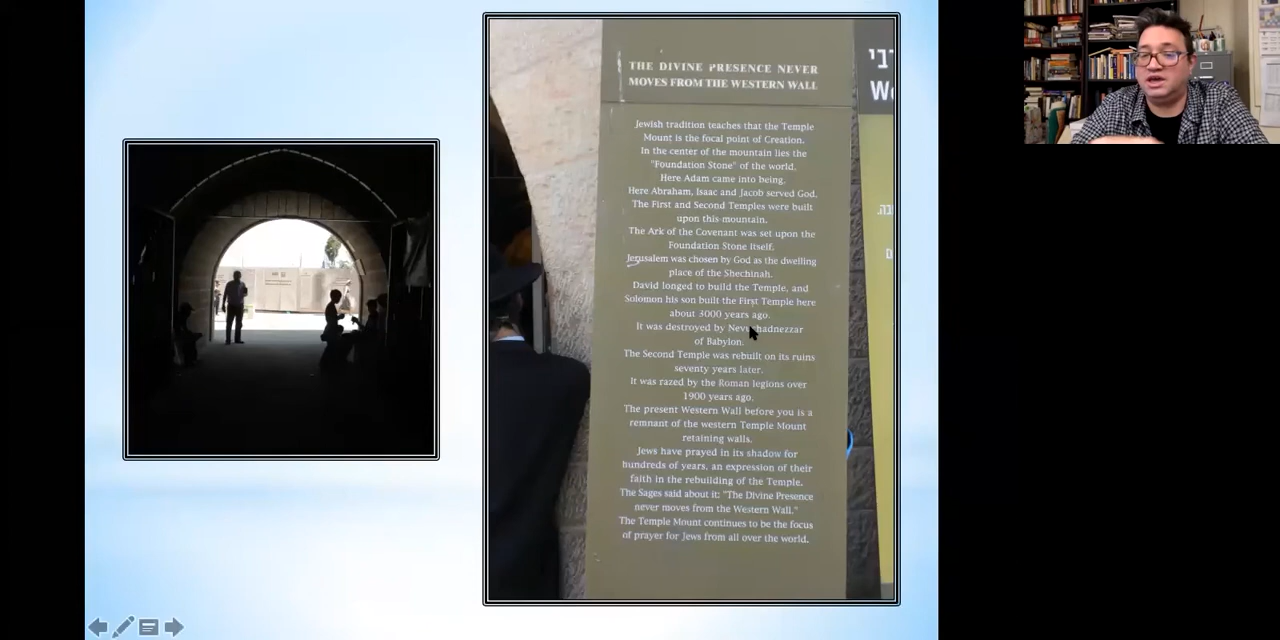 THE DIVINE PRESENCE NEVER
MOVES FROM THE WESTERN WALL
Jewish tradition teaches that the Temple
Mount is the focal point of Creation.
In the center of the mountain lies the
"Foundation Stone" of the world.
Here Adam came into being.
Here Abraham, Isaac and Jacob served God.
The First and Second Temples were built
upon this mountain.
The Ark of the Covenant was set upon the
Foundation Stone itself.
Jerusalem was chosen by God as the dwelling
place of the Shechinah.
David longed to build the Temple, and
Solomon his son built the First Temple here
about 3000 years ago.
It was destroyed by
of Babylon.
The Second Temple was rebuilt on its ruins
seventy years later.
It was razed by the Roman legions over
1900 years ago.
The present Western Wall before you is a
remnant of the western Temple Mount
retaining walls.
Jews have prayed in its shadow for
hundreds of years, an expression of their
faith in the rebuilding of the Temple.
The Sages said about it: "The Divine Presence
never moves from the Western Wall."
The Temple Mount continues to be the focus
of prayer for Jews from all over the world.